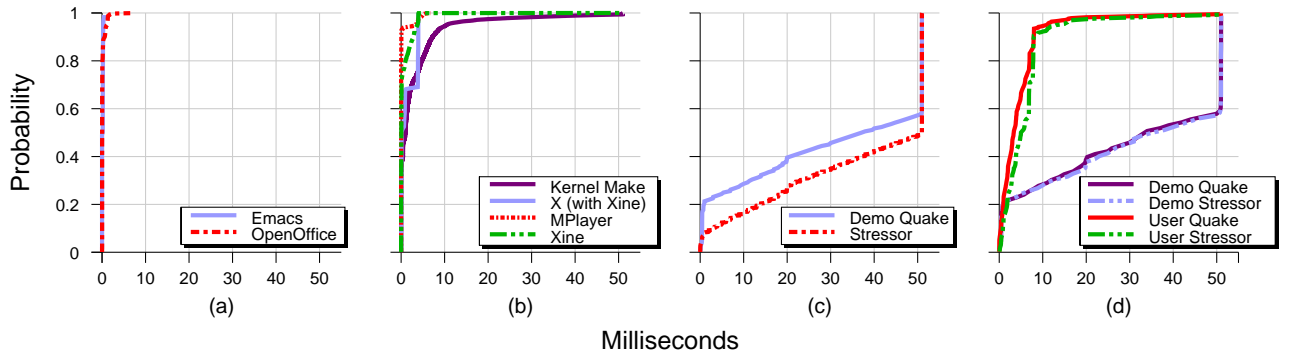 Probability
1
0.8
0.6
0.4
0.2
0
Emacs
OpenOffice
0 10 20 30 40 50
(a)
Kernel Make
X (with Xine)
MPlayer
Xine
0 10 20 30 40 50
(b)
Demo Quake
Stressor
0 10 20 30 40 50
(c)
Demo Quake
Demo Stressor
User Quake
User Stressor
0 10 20 30 40 50
(d)
Milliseconds